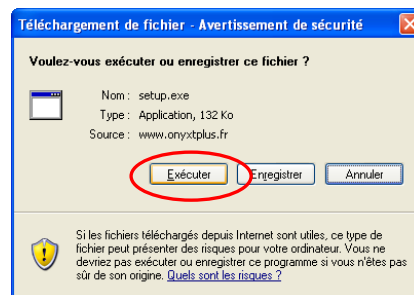 Téléchargement de fichier - Avertissement de sécurité
Voulez-vous exécuter ou enregistrer ce fichier ?
Nom : setup.exe
Type : Application, 132 Ko
Source : www.onyxtplus.fr
Exécuter Enregistrer Annuler
Si les fichiers téléchargés depuis Internet sont utiles, ce type de
fichier peut présenter des risques pour votre ordinateur. Vous ne
devriez pas exécuter ou enregistrer ce programme si vous n'êtes pas
sûr de son origine. Quels sont les risques ?